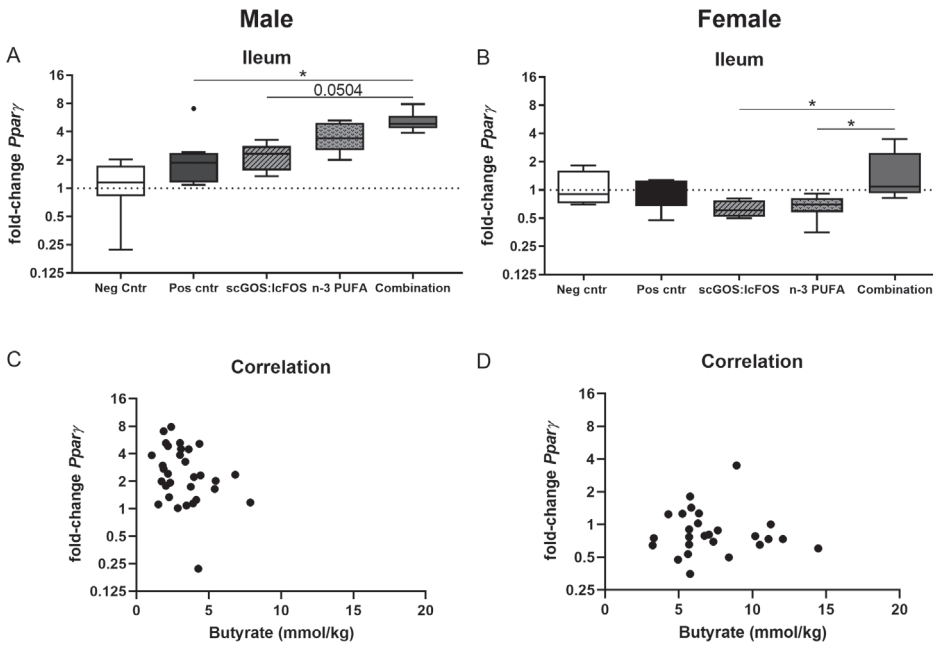 Male
Female
A
Ileum
fold-change Pparγ
16
8
4
2
1
0.5
0.25
0.125
*
0.0504
Neg Cntr
Pos cntr
scGOS:lcFOS
n-3 PUFA
Combination
B
Ileum
fold-change Pparγ
16
8
4
2
1
0.5
0.25
0.125
*
*
Neg cntr
Pos cntr
scGOS:lcFOS
n-3 PUFA
Combination
C
Correlation
fold-change Pparγ
16
8
4
2
1
0.5
0.25
0.125
0
5
10
15
20
Butyrate (mmol/kg)
D
Correlation
fold-change Pparγ
16
8
4
2
1
0.5
0.25
0
5
10
15
20
Butyrate (mmol/kg)